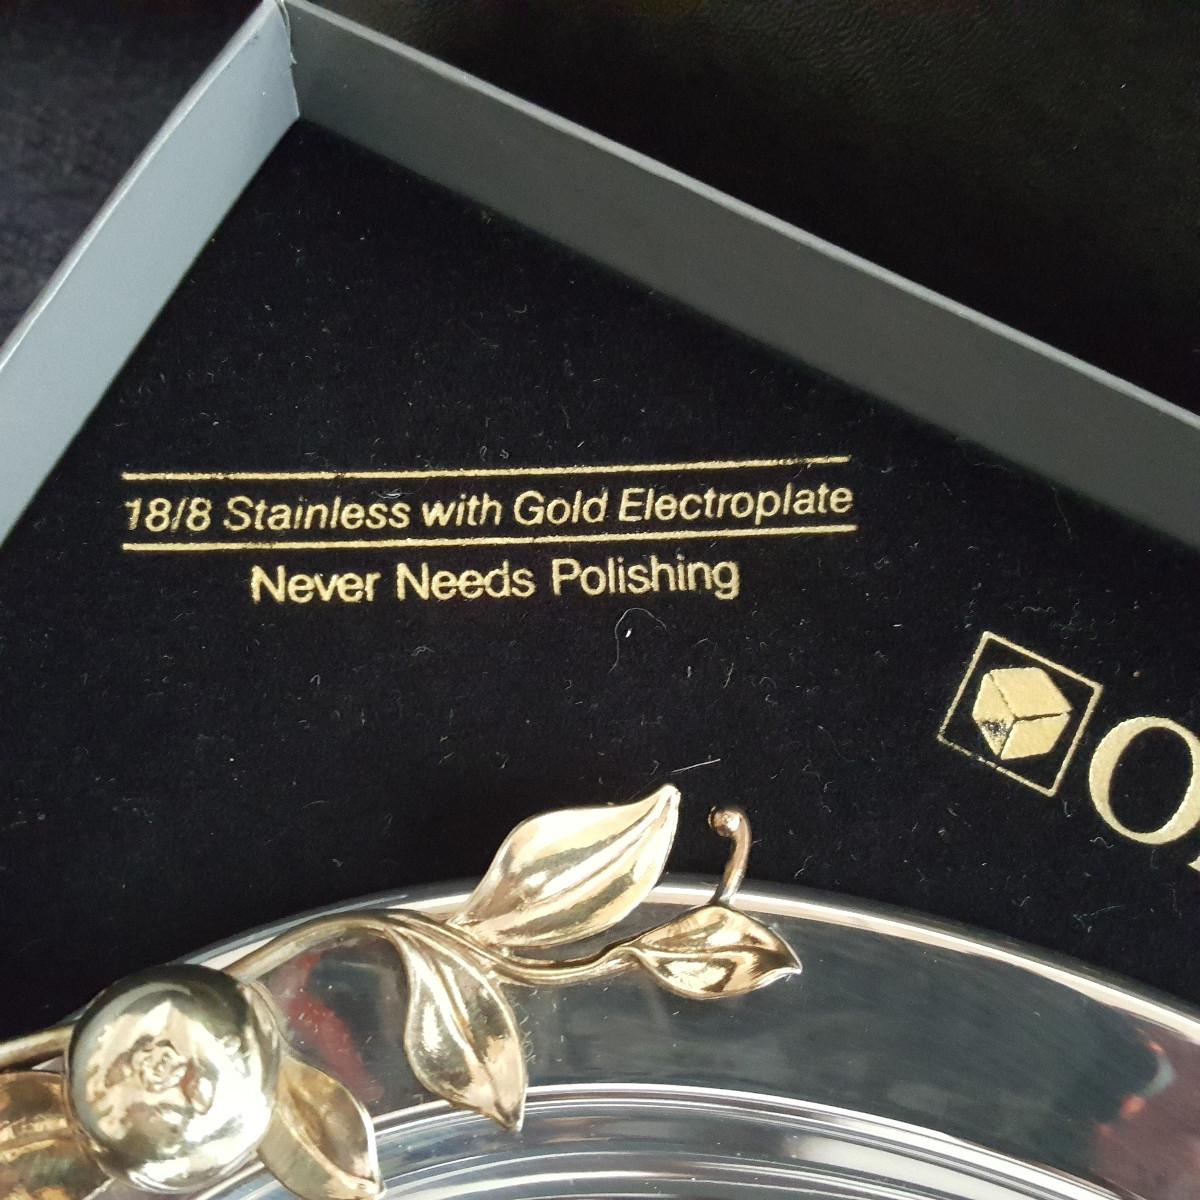 18/8 Stainless with Gold Electroplate
Never Needs Polishing